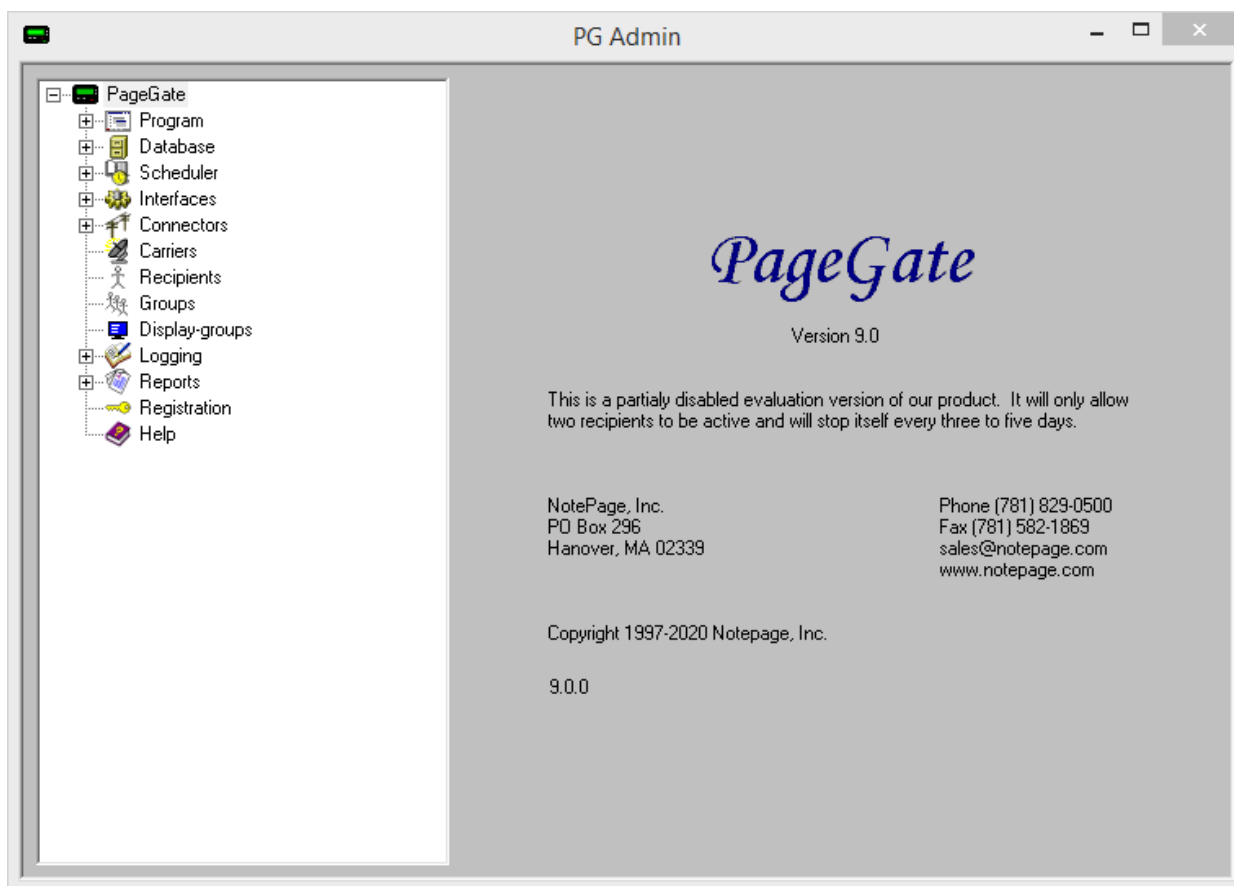 PG Admin
PageGate
Program
Database
Scheduler
Interfaces
Connectors
Carriers
Recipients
Groups
Display-groups
Logging
Reports
Registration
Help
PageGate
Version 9.0
This is a partialy disabled evaluation version of our product. It will only allow
two recipients to be active and will stop itself every three to five days.
NotePage, Inc.
PO Box 296
Hanover, MA 02339
Phone (781) 829-0500
Fax (781) 582-1869
sales@notepage.com
www.notepage.com
Copyright 1997-2020 Notepage, Inc.
9.0.0